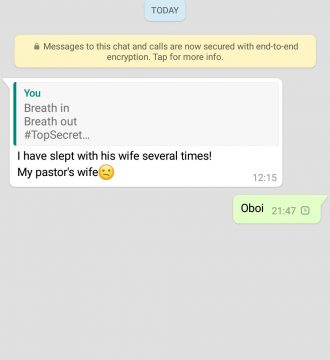 TODAY
Messages to this chat and calls are now secured with end-to-end
encryption. Tap for more info.
You
Breath in
Breath out
#TopSecret...
I have slept with his wife several times!
My pastor's wife😟
12:15
Oboi 21:47